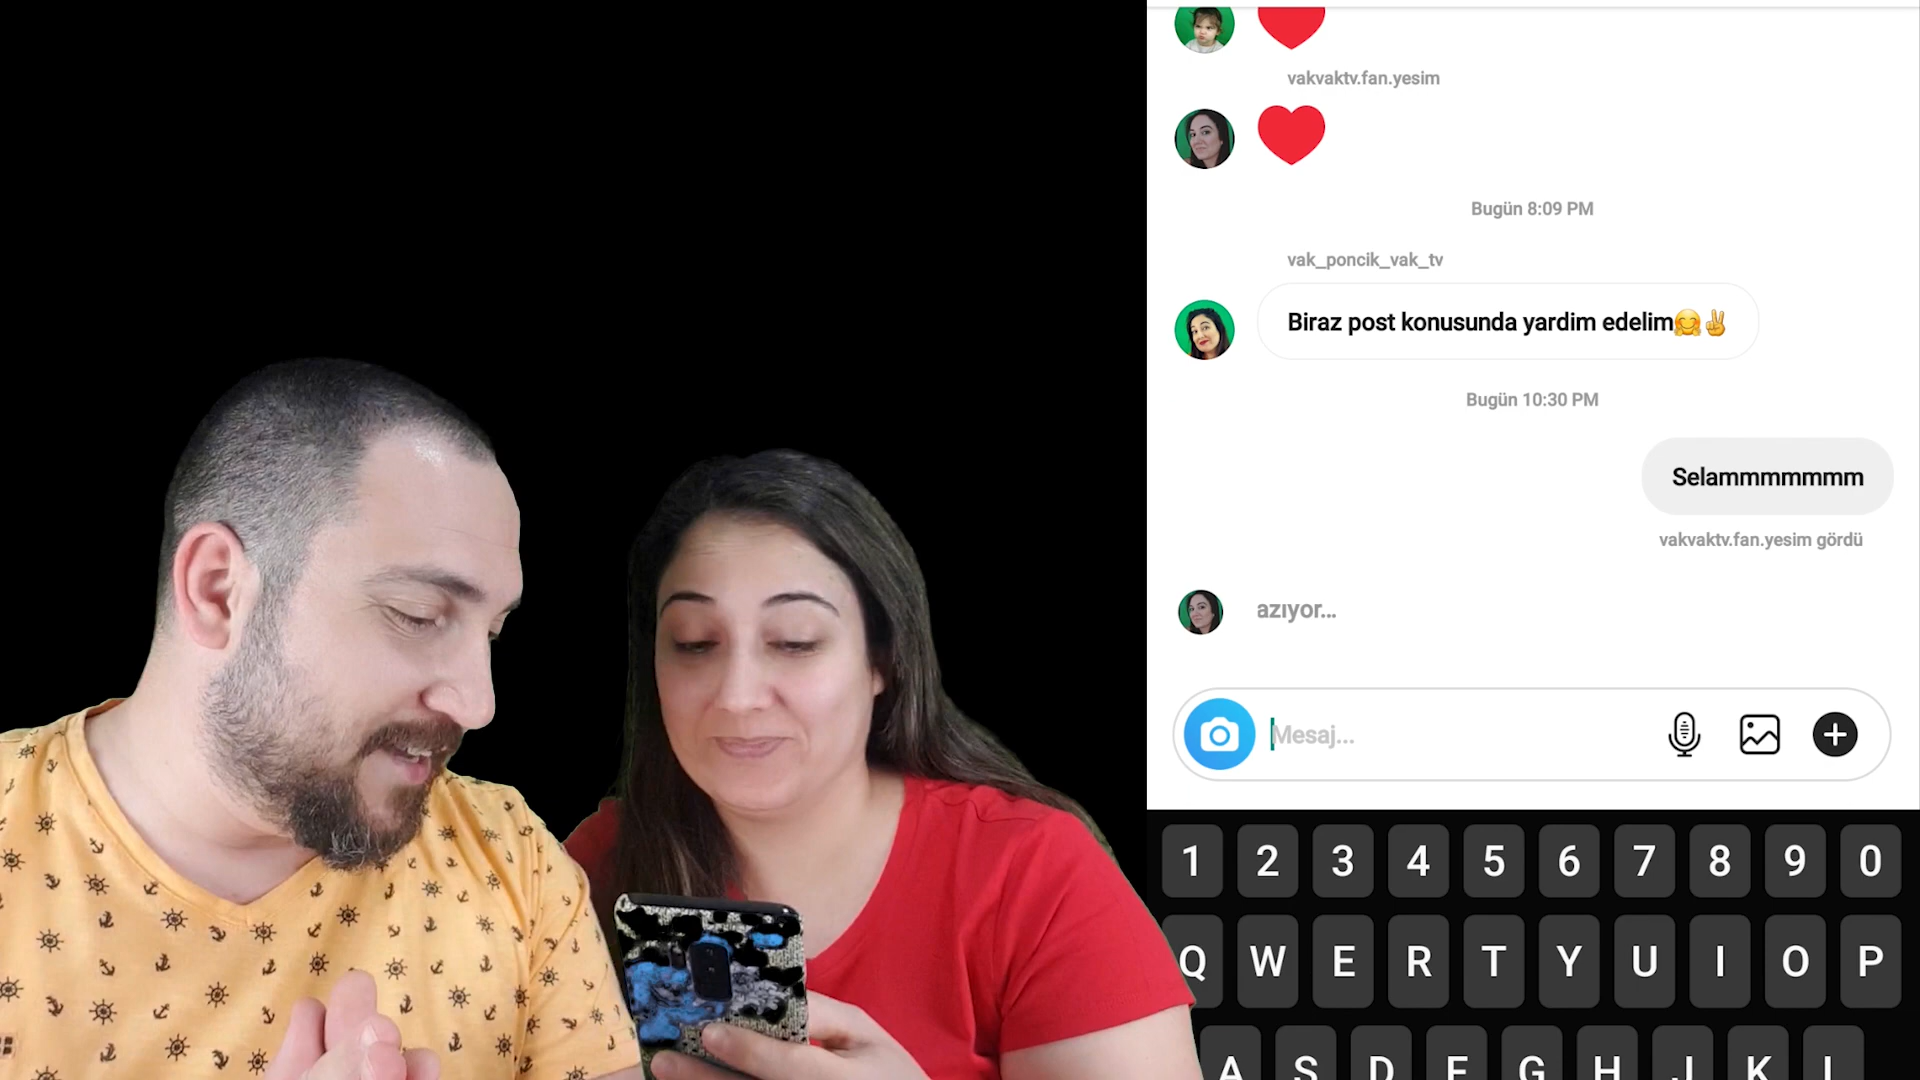 vakvaktv.fan.yesim
Bugün 8:09 PM
vak_poncik_vak_tv
Biraz post konusunda yardim edelim🤗✌
Bugün 10:30 PM
Selammmmmmm
vakvaktv.fan.yesim gördü
azıyor...
Mesaj...
1 2 3 4 5 6 7 8 9 0
Q W E R T Y U I O P
A S D F G H J K L